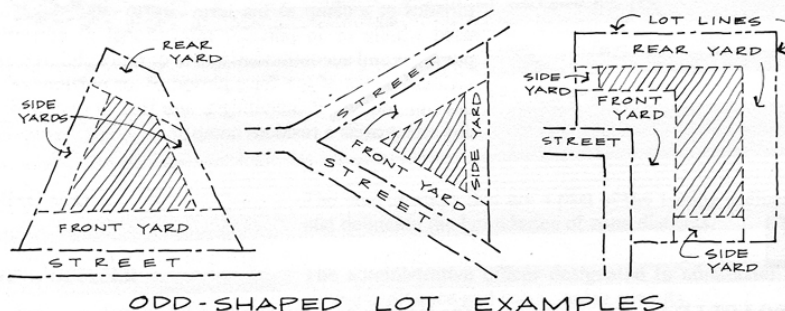 REAR
YARD
SIDE
YARDS
FRONT YARD
STREET
STREET
FRONT YARD
SIDE YARD
STREET
LOT LINES
REAR YARD
SIDE
YARD
FRONT
YARD
STREET
SIDE
YARD
ODD-SHAPED LOT EXAMPLES